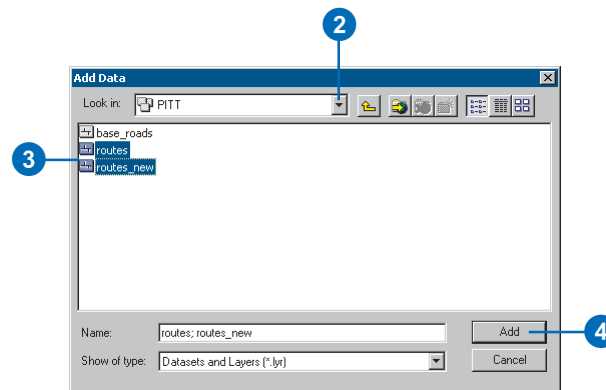 2
Add Data
Look in: PITT
base_roads
routes
routes_new
3
Name: routes; routes_new Add
4
Show of type: Datasets and Layers (*.lyr) Cancel